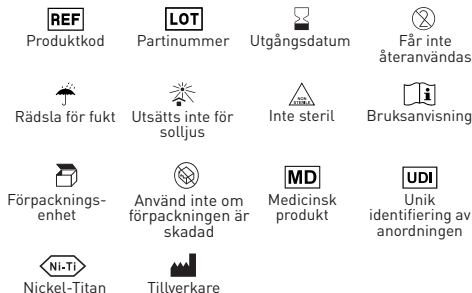 REF
LOT
Produktkod
Partinummer
Utgångsdatum
Får inte
återanvändas
2
NON
STERILE
i
Rädsla för fukt
Utsätts inte för
solljus
Inte steril
Bruksanvisning
MD
UDI
Förpacknings-
enhet
Använd inte om
förpackningen är
skadad
Medicinsk
produkt
Unik
identifiering av
anordningen
Ni-Ti
Nickel-Titan
Tillverkare